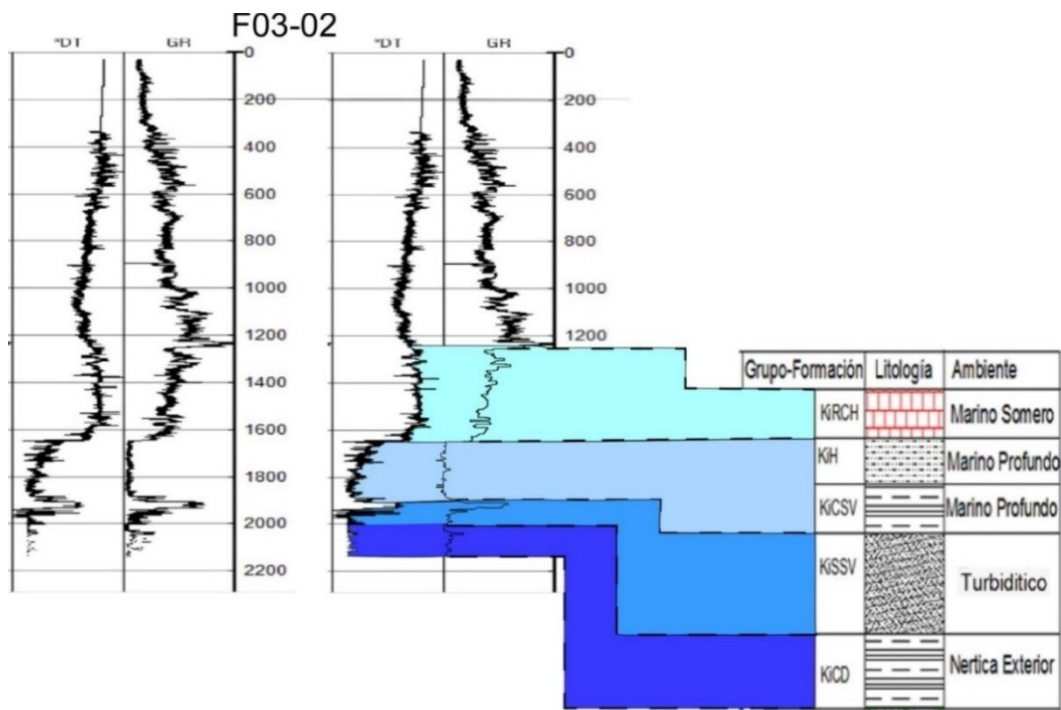 F03-02
*DT GR
*DT GR
0
200
400
600
800
1000
1200
1400
1600
1800
2000
2200
0
200
400
600
800
1000
1200
Grupo-Formación Litología Ambiente
KiRCH Marino Somero
KiH Marino Profundo
KiCSV Marino Profundo
KiSSV Turbiditico
KiCD Nertica Exterior